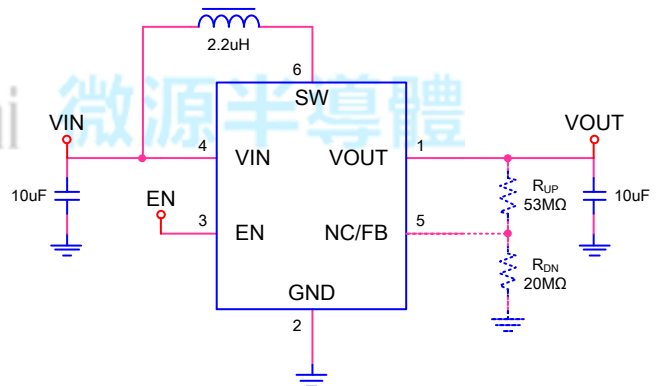 2.2uH
6
SW
微源半導體
VIN
VOUT
4
VIN
VOUT
1
10uF
EN
3
EN
NC/FB
5
RUP
53MΩ
10uF
RDN
20MΩ
GND
2